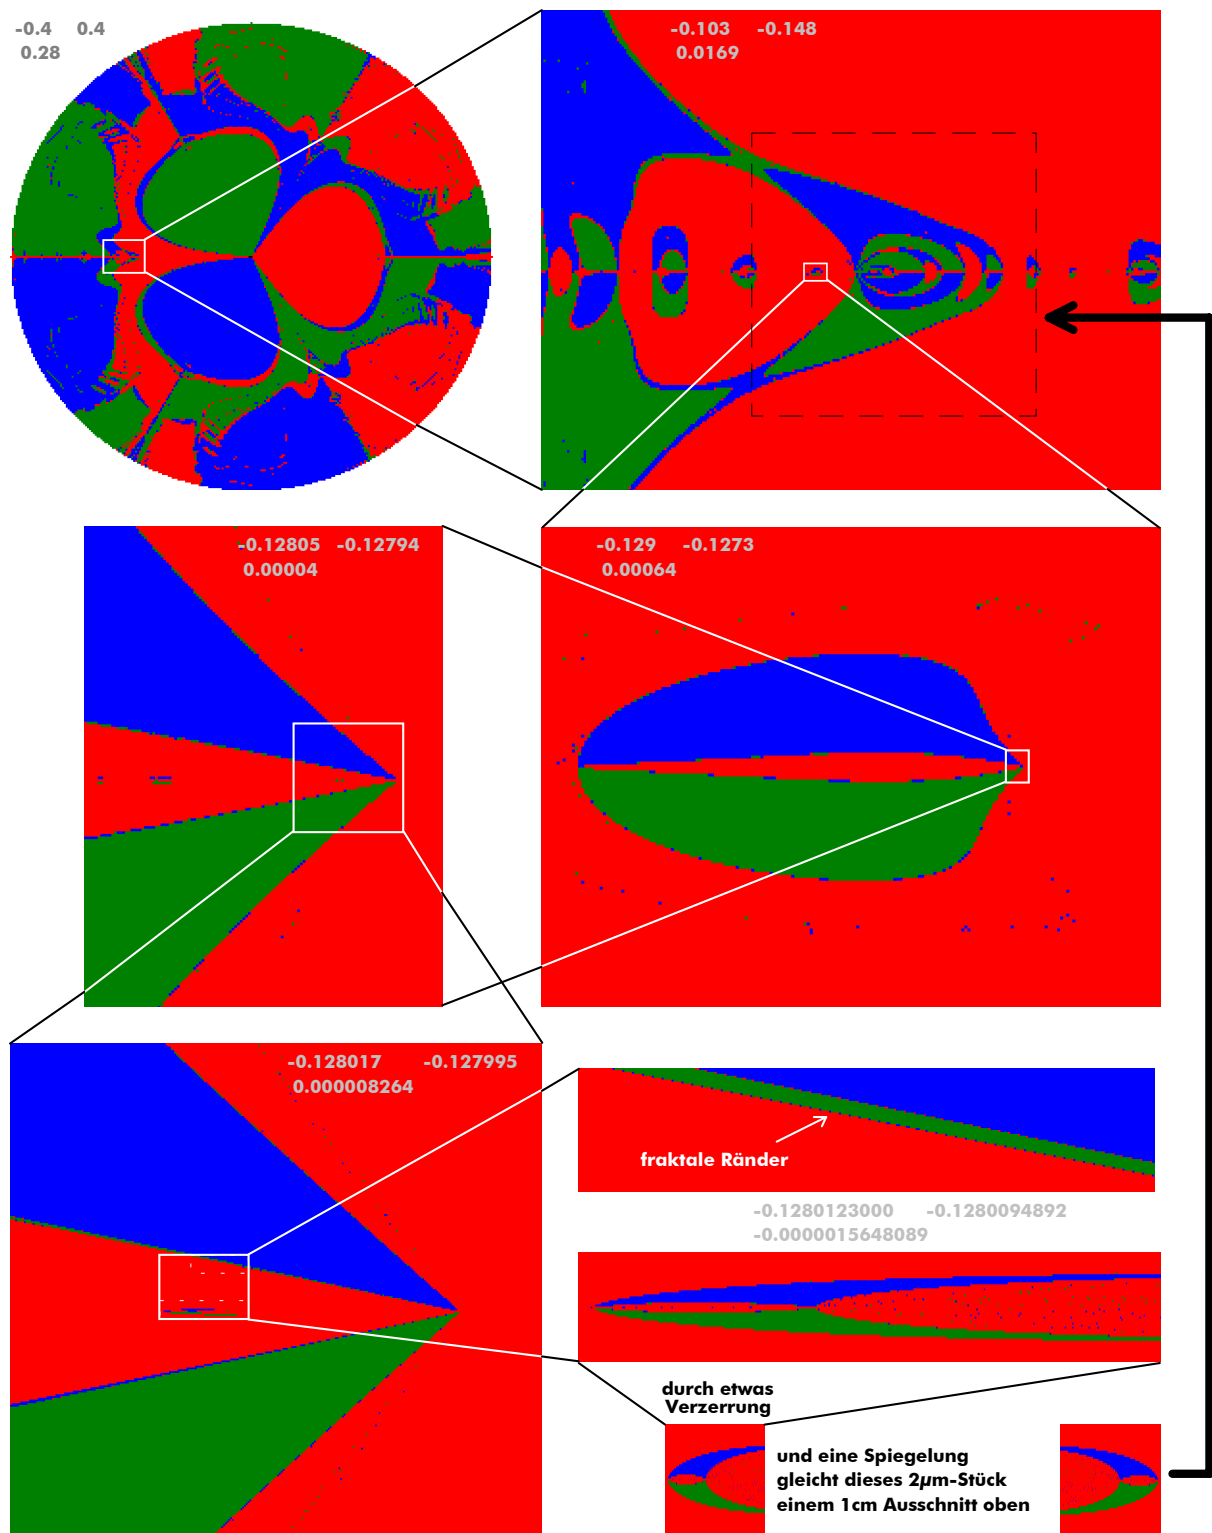 -0.4 0.4
0.28
-0.103 -0.148
0.0169
-0.12805 -0.12794
0.00004
-0.129 -0.1273
0.00064
-0.128017 -0.127995
0.000008264
fraktale Ränder
-0.1280123000 -0.1280094892
-0.0000015648089
durch etwas
Verzerrung
und eine Spiegelung
gleicht dieses 2µm-Stück
einem 1cm Ausschnitt oben